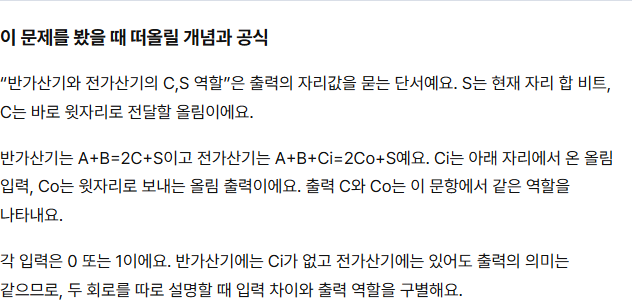 이 문제를 봤을 때 떠올릴 개념과 공식
“반가산기와 전가산기의 C,S 역할”은 출력의 자리값을 묻는 단서예요. S는 현재 자리 합 비트,
C는 바로 윗자리로 전달할 올림이에요.
반가산기는 A+B=2C+S이고 전가산기는 A+B+Ci=2Co+S예요. Ci는 아래 자리에서 온 올림
입력, Co는 윗자리로 보내는 올림 출력이에요. 출력 C와 Co는 이 문항에서 같은 역할을
나타내요.
각 입력은 0 또는 1이에요. 반가산기에는 Ci가 없고 전가산기에는 있어도 출력의 의미는
같으므로, 두 회로를 따로 설명할 때 입력 차이와 출력 역할을 구별해요.